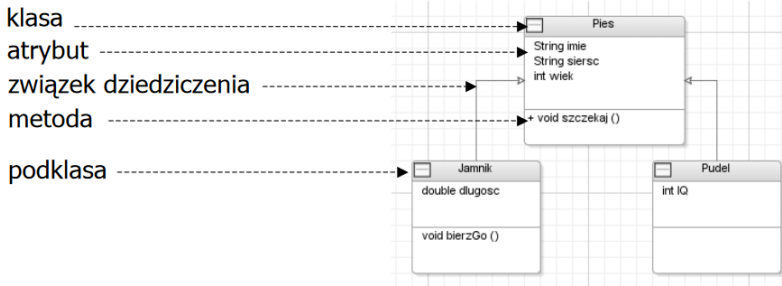 klasa
atrybut
związek dziedziczenia
metoda
podklasa
Pies
String imie
String siersc
int wiek
+ void szczekaj ()
Jamnik
double dlugosc
void bierzGo ()
Pudel
int IQ